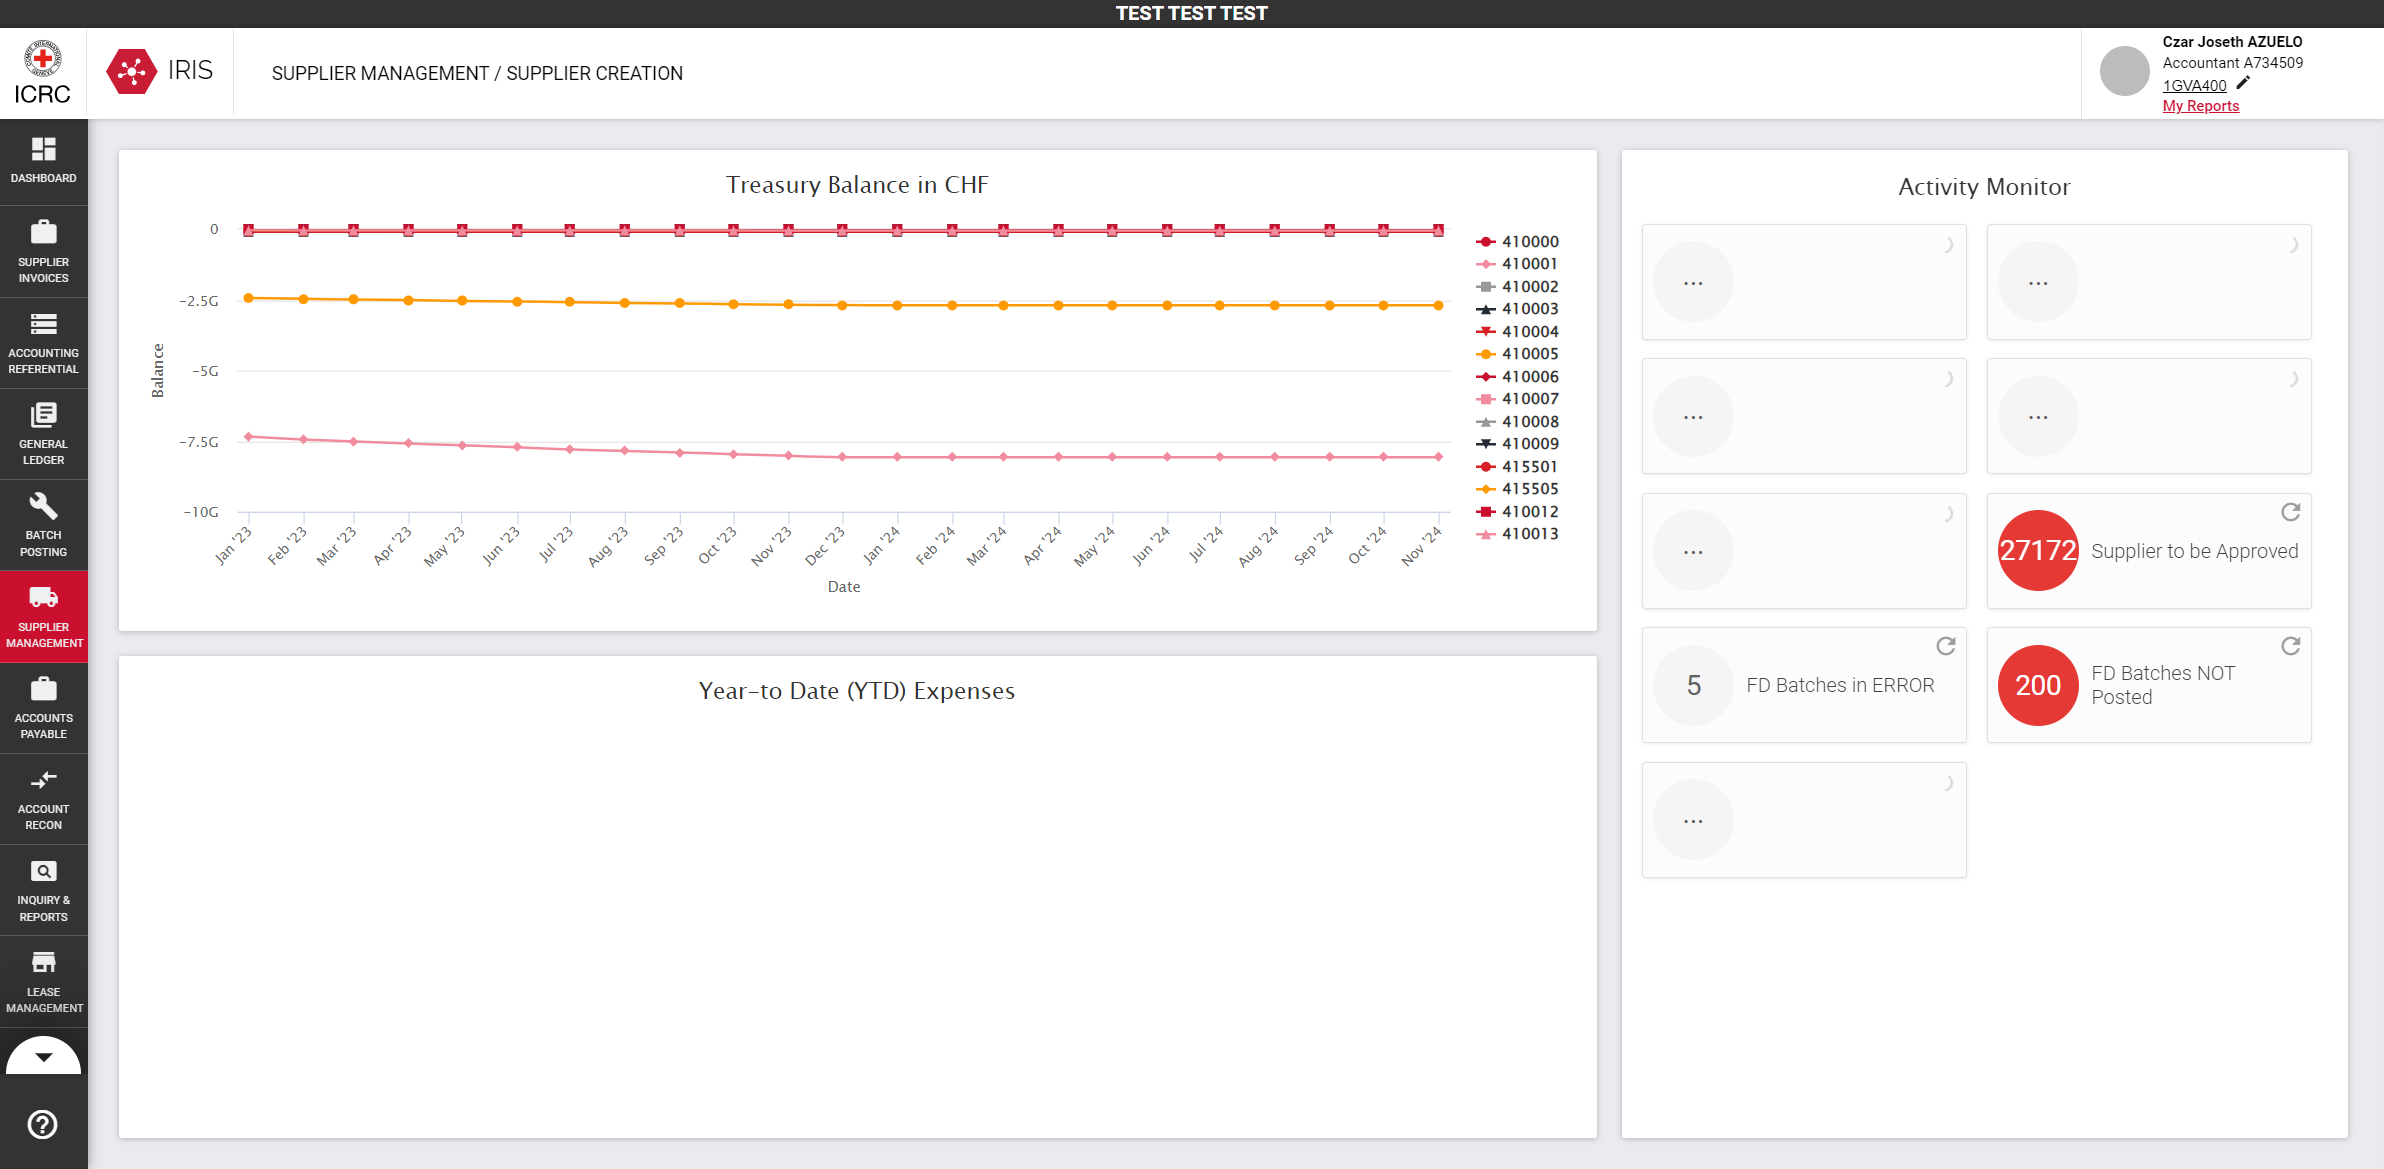 TEST TEST TEST
ICRC
IRIS
SUPPLIER MANAGEMENT / SUPPLIER CREATION
Czar Joseth AZUELO
Accountant A734509
1GVA400
My Reports
DASHBOARD
SUPPLIER
INVOICES
ACCOUNTING
REFERENTIAL
GENERAL
LEDGER
BATCH
POSTING
SUPPLIER
MANAGEMENT
ACCOUNTS
PAYABLE
ACCOUNT
RECON
INQUIRY &
REPORTS
LEASE
MANAGEMENT
Treasury Balance in CHF
Balance
0
-2.5G
-5G
-7.5G
-10G
Jan '23
Feb '23
Mar '23
Apr '23
May '23
Jun '23
Jul '23
Aug '23
Sep '23
Oct '23
Nov '23
Dec '23
Jan '24
Feb '24
Mar '24
Apr '24
May '24
Jun '24
Jul '24
Aug '24
Sep '24
Oct '24
Nov '24
Date
410000
410001
410002
410003
410004
410005
410006
410007
410008
410009
415501
415505
410012
410013
Year-to Date (YTD) Expenses
Activity Monitor
...
...
...
...
...
27172 Supplier to be Approved
5 FD Batches in ERROR
200 FD Batches NOT
Posted
...